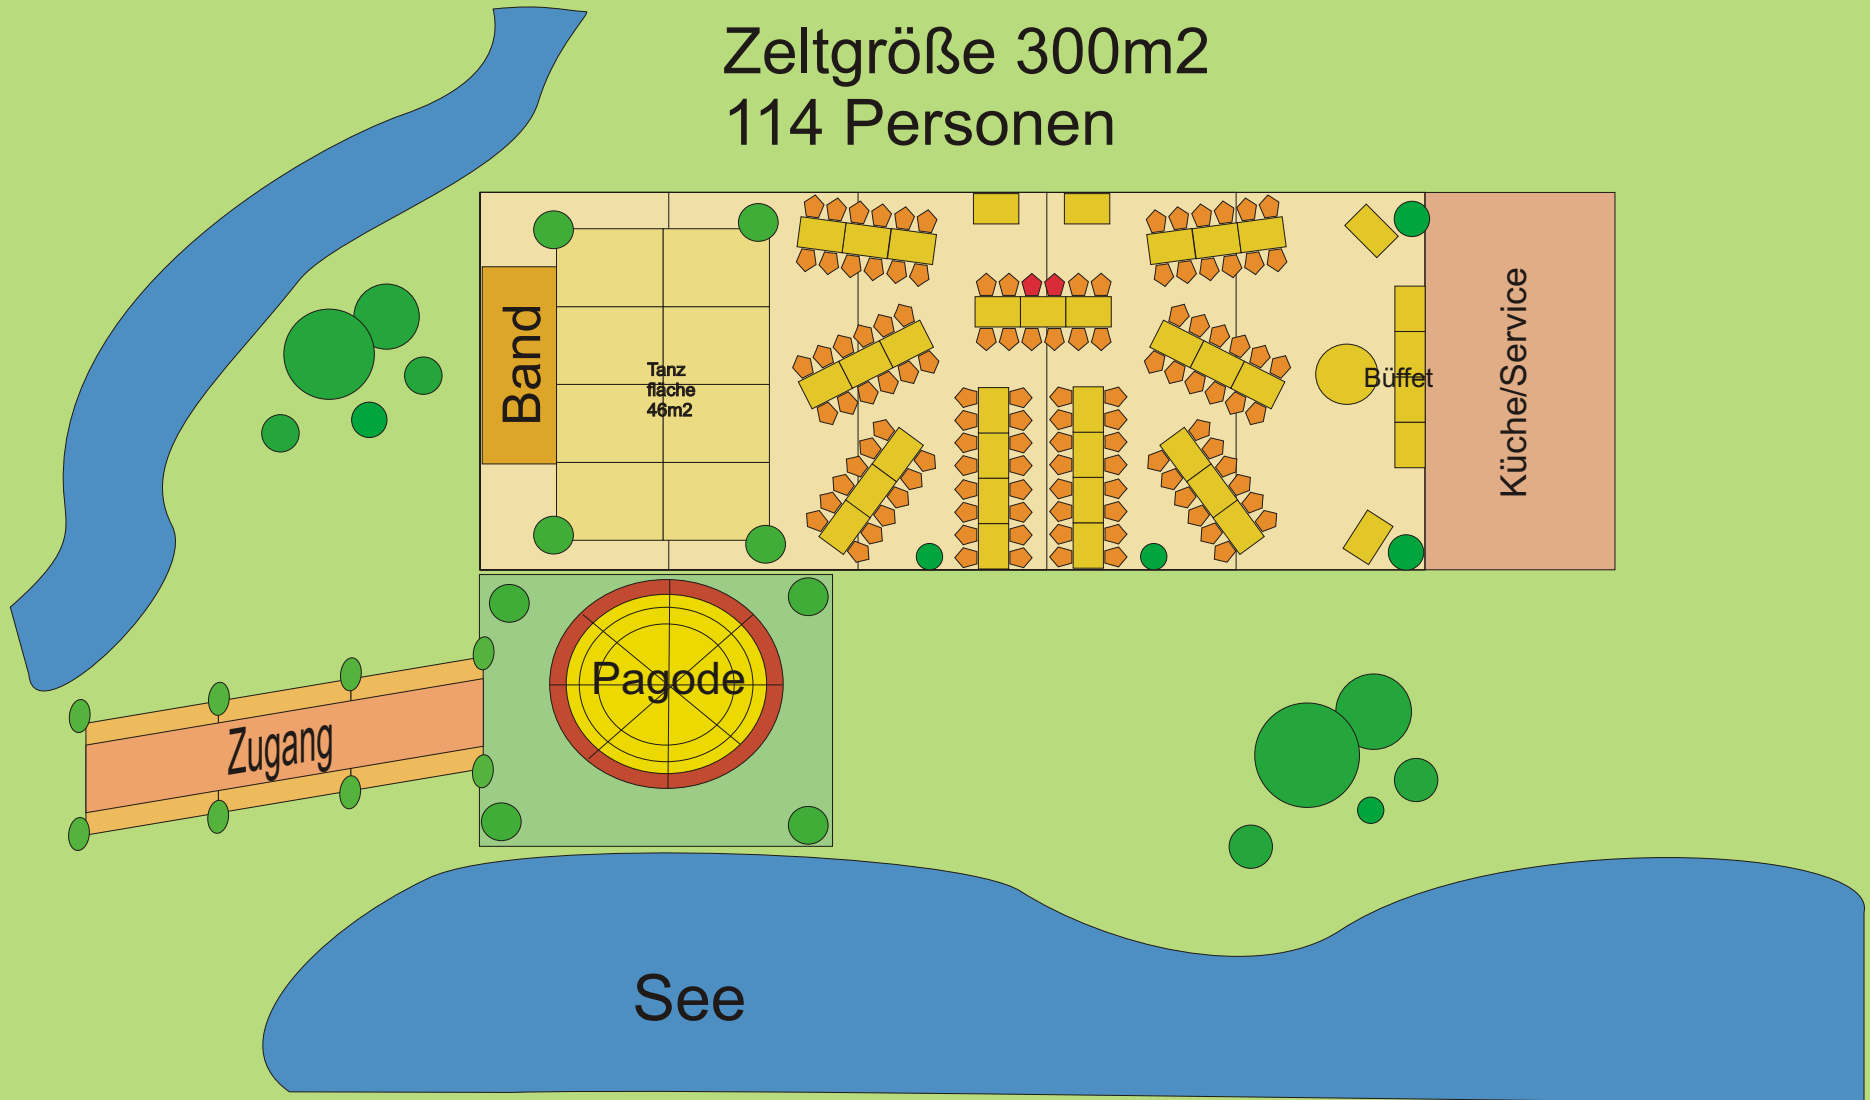 Zeltgröße 300m2
114 Personen
Band
Tanz
fläche
46m2
Büffet
Küche/Service
Pagode
Zugang
See